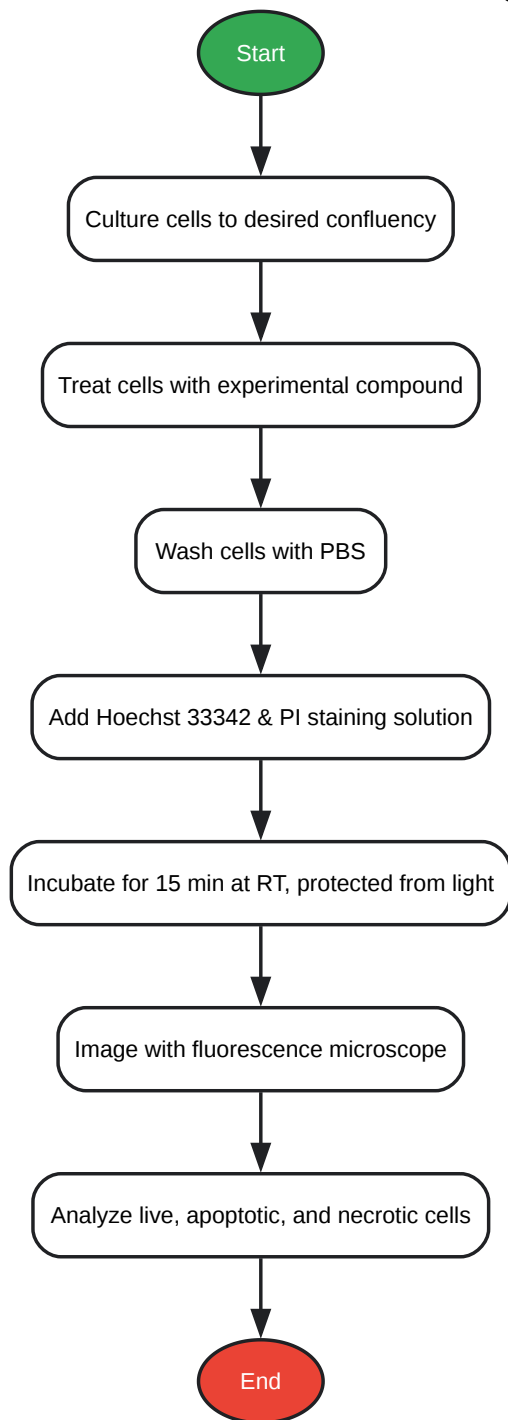 Start
Culture cells to desired confluency
Treat cells with experimental compound
Wash cells with PBS
Add Hoechst 33342 & PI staining solution
Incubate for 15 min at RT, protected from light
Image with fluorescence microscope
Analyze live, apoptotic, and necrotic cells
End